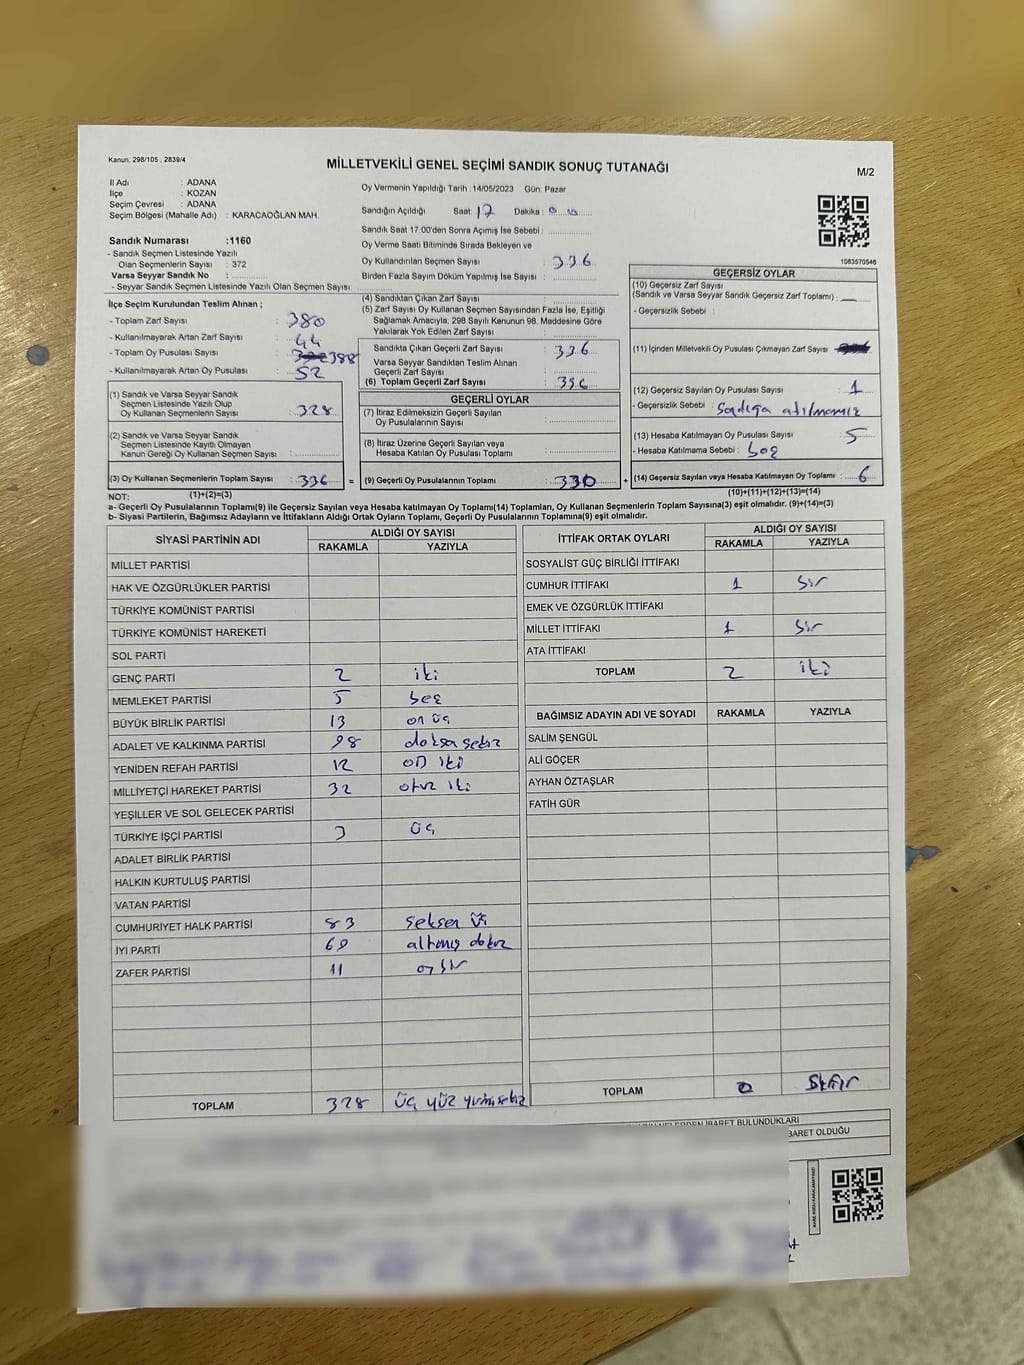 Kanun, 298/105 , 2839/4
MİLLETVEKİLİ GENEL SEÇİMİ SANDIK SONUÇ TUTANAĞI
M/2
İl Adı : ADANA
İlçe : KOZAN
Seçim Çevresi : ADANA
Seçim Bölgesi (Mahalle Adı) : KARACAOĞLAN MAH.
Oy Vermenin Yapıldığı Tarih :14/05/2023 Gün: Pazar
Sandığın Açıldığı Saat: 17 Dakika :
Sandık Saat 17:00'den Sonra Açılmış İse Sebebi :
Oy Verme Saati Bitiminde Sırada Bekleyen ve
Oy Kullandırılan Seçmen Sayısı : 336
Birden Fazla Sayım Döküm Yapılmış İse Sayısı :
1083570546
Sandık Numarası :1160
- Sandık Seçmen Listesinde Yazılı
Olan Seçmenlerin Sayısı : 372
Varsa Seyyar Sandık No :
- Seyyar Sandık Seçmen Listesinde Yazılı Olan Seçmen Sayısı:
İlçe Seçim Kurulundan Teslim Alınan ;
- Toplam Zarf Sayısı : 380
- Kullanılmayarak Artan Zarf Sayısı : 44
- Toplam Oy Pusulası Sayısı : 388
- Kullanılmayarak Artan Oy Pusulası : 52
(1) Sandık ve Varsa Seyyar Sandık
Seçmen Listesinde Yazılı Olup
Oy Kullanan Seçmenlerin Sayısı : 328
(2) Sandık ve Varsa Seyyar Sandık
Seçmen Listesinde Kayıtlı Olmayan
Kanun Gereği Oy Kullanan Seçmen Sayısı :
(3) Oy Kullanan Seçmenlerin Toplam Sayısı : 336 =
(4) Sandıktan Çıkan Zarf Sayısı :
(5) Zarf Sayısı Oy Kullanan Seçmen Sayısından Fazla İse, Eşitliği
Sağlamak Amacıyla, 298 Sayılı Kanunun 98. Maddesine Göre
Yakılarak Yok Edilen Zarf Sayısı :
Sandıkta Çıkan Geçerli Zarf Sayısı : 336
Varsa Seyyar Sandıktan Teslim Alınan
Geçerli Zarf Sayısı :
(6) Toplam Geçerli Zarf Sayısı : 336
GEÇERLİ OYLAR
(7) İtiraz Edilmeksizin Geçerli Sayılan
Oy Pusulalarının Sayısı :
(8) İtiraz Üzerine Geçerli Sayılan veya
Hesaba Katılan Oy Pusulası Toplamı :
(9) Geçerli Oy Pusulalarının Toplamı : 330 +
GEÇERSİZ OYLAR
(10) Geçersiz Zarf Sayısı
(Sandık ve Varsa Seyyar Sandık Geçersiz Zarf Toplamı) :
- Geçersizlik Sebebi :
(11) İçinden Milletvekili Oy Pusulası Çıkmayan Zarf Sayısı
(12) Geçersiz Sayılan Oy Pusulası Sayısı : 1
- Geçersizlik Sebebi : Sandığa atılmamış
(13) Hesaba Katılmayan Oy Pusulası Sayısı : 5
- Hesaba Katılmama Sebebi : boş
(14) Geçersiz Sayılan veya Hesaba Katılmayan Oy Toplamı : 6
NOT: (1)+(2)=(3) (10)+(11)+(12)+(13)=(14)
a- Geçerli Oy Pusulalarının Toplamı(9) ile Geçersiz Sayılan veya Hesaba Katılmayan Oy Toplamı(14) Toplamları, Oy Kullanan Seçmenlerin Toplam Sayısına(3) eşit olmalıdır. (9)+(14)=(3)
b- Siyasi Partilerin, Bağımsız Adayların ve İttifakların Aldığı Oy Toplamı, Geçerli Oy Pusulalarının Toplamına(9) eşit olmalıdır.
SİYASİ PARTİNİN ADI ALDIĞI OY SAYISI
RAKAMLA YAZIYLA
MİLLET PARTİSİ
HAK VE ÖZGÜRLÜKLER PARTİSİ
TÜRKİYE KOMÜNİST PARTİSİ
TÜRKİYE KOMÜNİST HAREKETİ
SOL PARTİ
GENÇ PARTİ 2 iki
MEMLEKET PARTİSİ 5 beş
BÜYÜK BİRLİK PARTİSİ 13 on üç
ADALET VE KALKINMA PARTİSİ 98 doksan sekiz
YENİDEN REFAH PARTİSİ 12 on iki
MİLLİYETÇİ HAREKET PARTİSİ 32 otuz iki
YEŞİLLER VE SOL GELECEK PARTİSİ
TÜRKİYE İŞÇİ PARTİSİ 3 üç
ADALET BİRLİK PARTİSİ
HALKIN KURTULUŞ PARTİSİ
VATAN PARTİSİ
CUMHURİYET HALK PARTİSİ 83 seksen üç
İYİ PARTİ 69 altmış dokuz
ZAFER PARTİSİ 11 on bir
TOPLAM 328 üç yüz yirmi sekiz
İTTİFAK ORTAK OYLARI ALDIĞI OY SAYISI
RAKAMLA YAZIYLA
SOSYALİST GÜÇ BİRLİĞİ İTTİFAKI
CUMHUR İTTİFAKI 1 bir
EMEK VE ÖZGÜRLÜK İTTİFAKI
MİLLET İTTİFAKI 1 bir
ATA İTTİFAKI
TOPLAM 2 iki
BAĞIMSIZ ADAYIN ADI VE SOYADI RAKAMLA YAZIYLA
SALİM ŞENGÜL
ALİ GÖÇER
AYHAN ÖZTAŞLAR
FATİH GÜR
TOPLAM 0 Sıfır
İBARET BULUNDUKLARI
BARET OLDUĞU